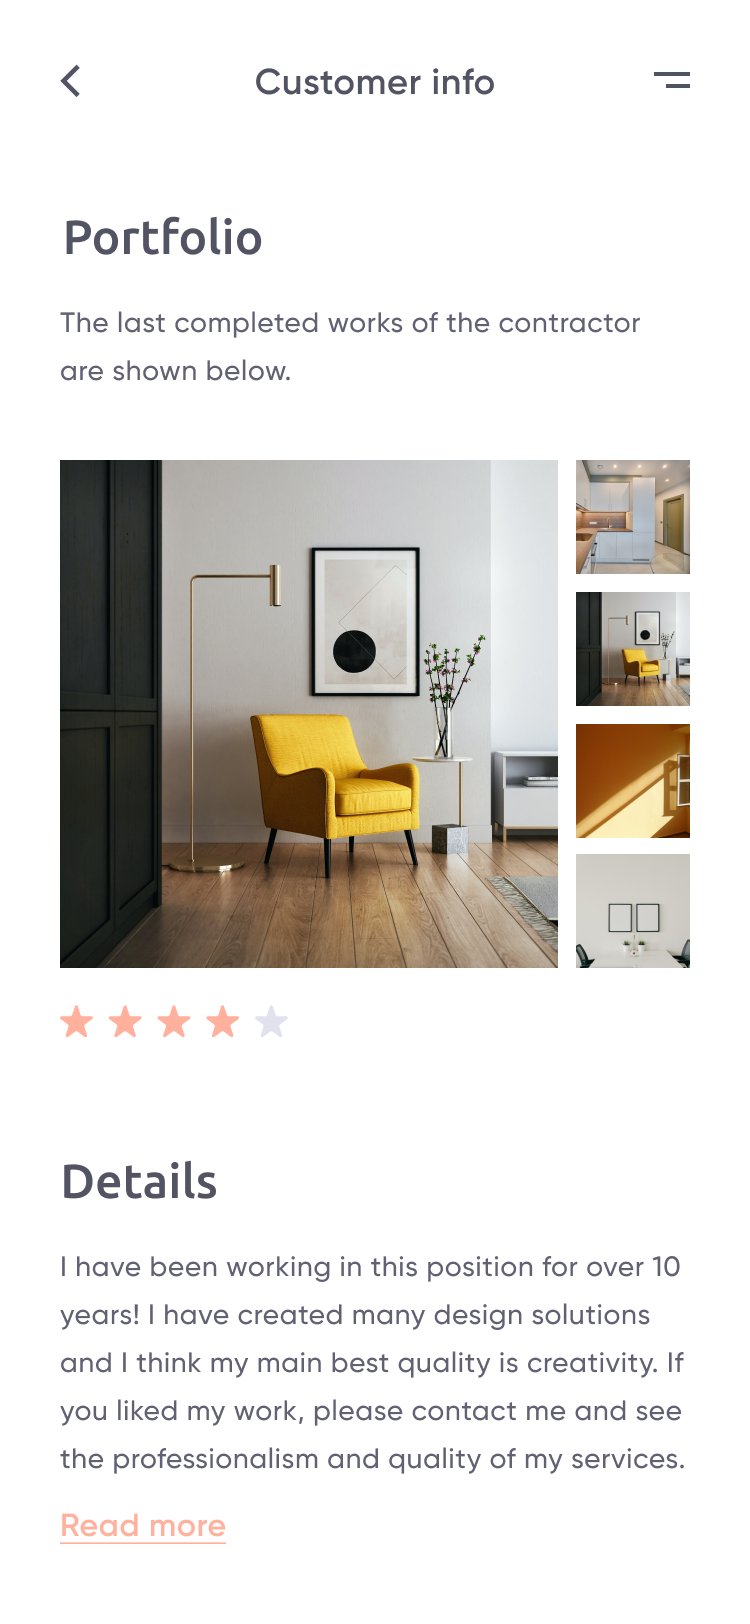 Customer info
Portfolio
The last completed works of the contractor
are shown below.
Details
I have been working in this position for over 10
years! I have created many design solutions
and I think my main best quality is creativity. If
you liked my work, please contact me and see
the professionalism and quality of my services.
Read more